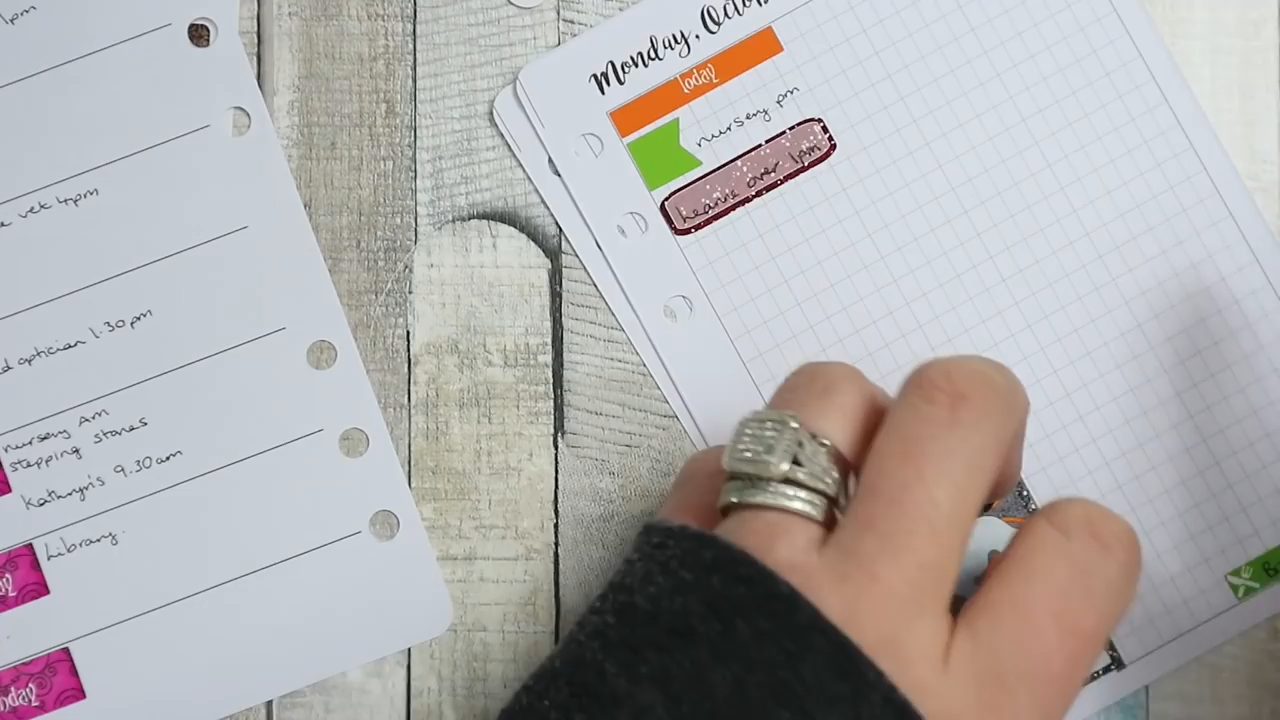 1pm
vet 4pm
optician 1.30pm
nursery Am
stepping stones
Kathryn's 9.30am
Library.
Monday,
Today
nursery pm
Leanne over 1pm